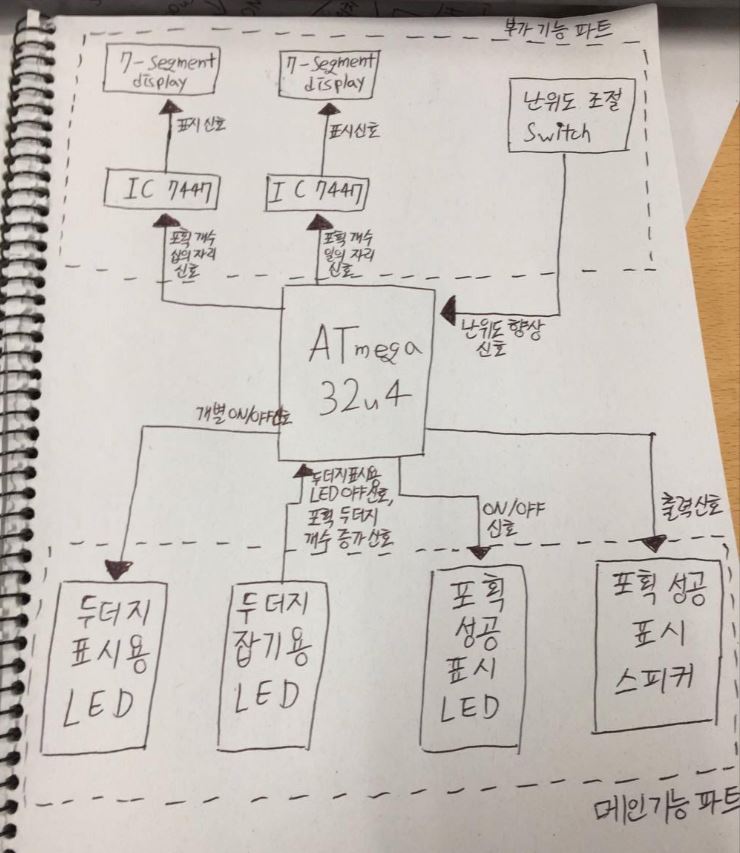 부가기능 파트
7-Segment
display
7-Segment
display
난위도 조절
Switch
표시신호
표시신호
IC 7447
IC 7447
포획 개수
십의 자리
신호
포획 개수
일의 자리
신호
ATmega
32u4
난위도 향상
신호
개별 ON/OFF신호
두더지표시용
LED OFF신호,
포획 두더지
개수 증가신호
ON/OFF
신호
출력신호
두더지
표시용
LED
두더지
잡기용
LED
포획
성공
표시
LED
포획 성공
표시
스피커
메인기능 파트